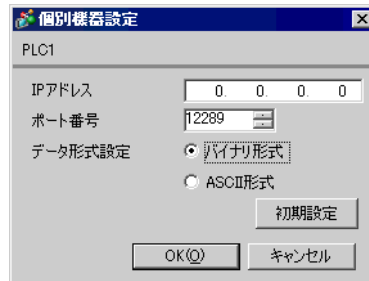 個別機器設定
PLC1
IPアドレス 0. 0. 0. 0
ポート番号 12289
データ形式設定 バイナリ形式
ASCII形式
初期設定
OK(O) キャンセル